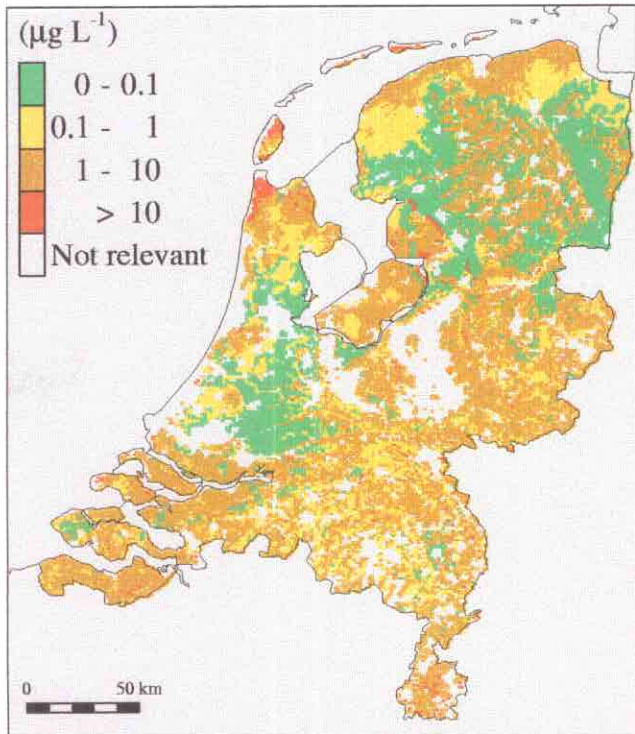 (µg L⁻¹)
0 - 0.1
0.1 - 1
1 - 10
> 10
Not relevant
0 50 km